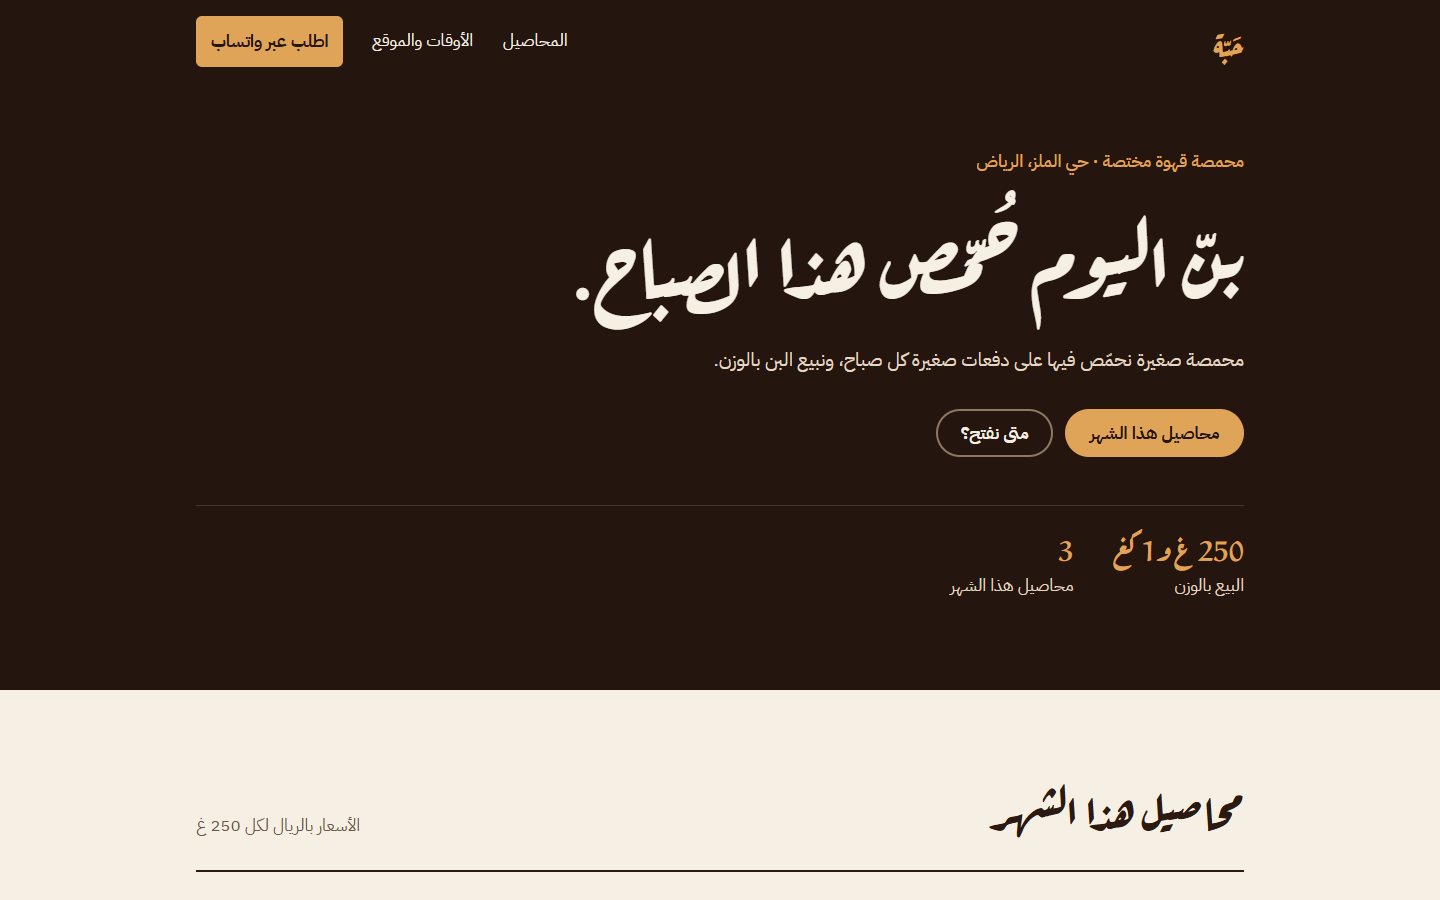 حَبّة
المحاصيل
الأوقات والموقع
اطلب عبر واتساب
محمصة قهوة مختصة · حي الملز، الرياض
بنّ اليوم حُمّص هذا الصباح.
محمصة صغيرة نحمّص فيها على دفعات صغيرة كل صباح، ونبيع البن بالوزن.
محاصيل هذا الشهر
متى نفتح؟
250 غ و 1 كغ
البيع بالوزن
3
محاصيل هذا الشهر
محاصيل هذا الشهر
الأسعار بالريال لكل 250 غ